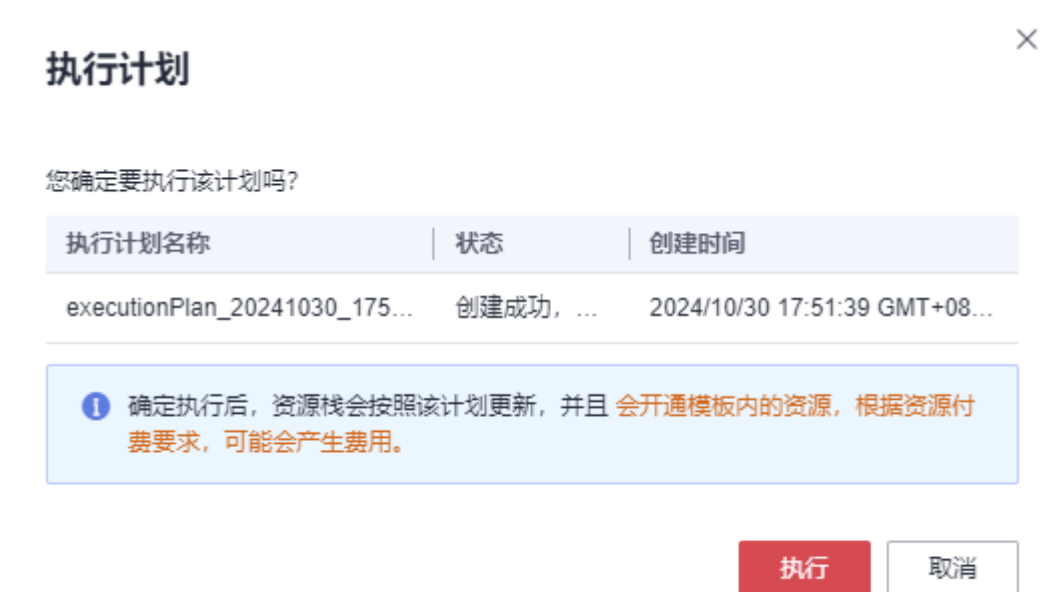 执行计划
您确定要执行该计划吗?
执行计划名称 状态 创建时间
executionPlan_20241030_175... 创建成功, ... 2024/10/30 17:51:39 GMT+08...
确定执行后,资源栈会按照该计划更新,并且 会开通模板内的资源,根据资源付
费要求,可能会产生费用。
执行 取消